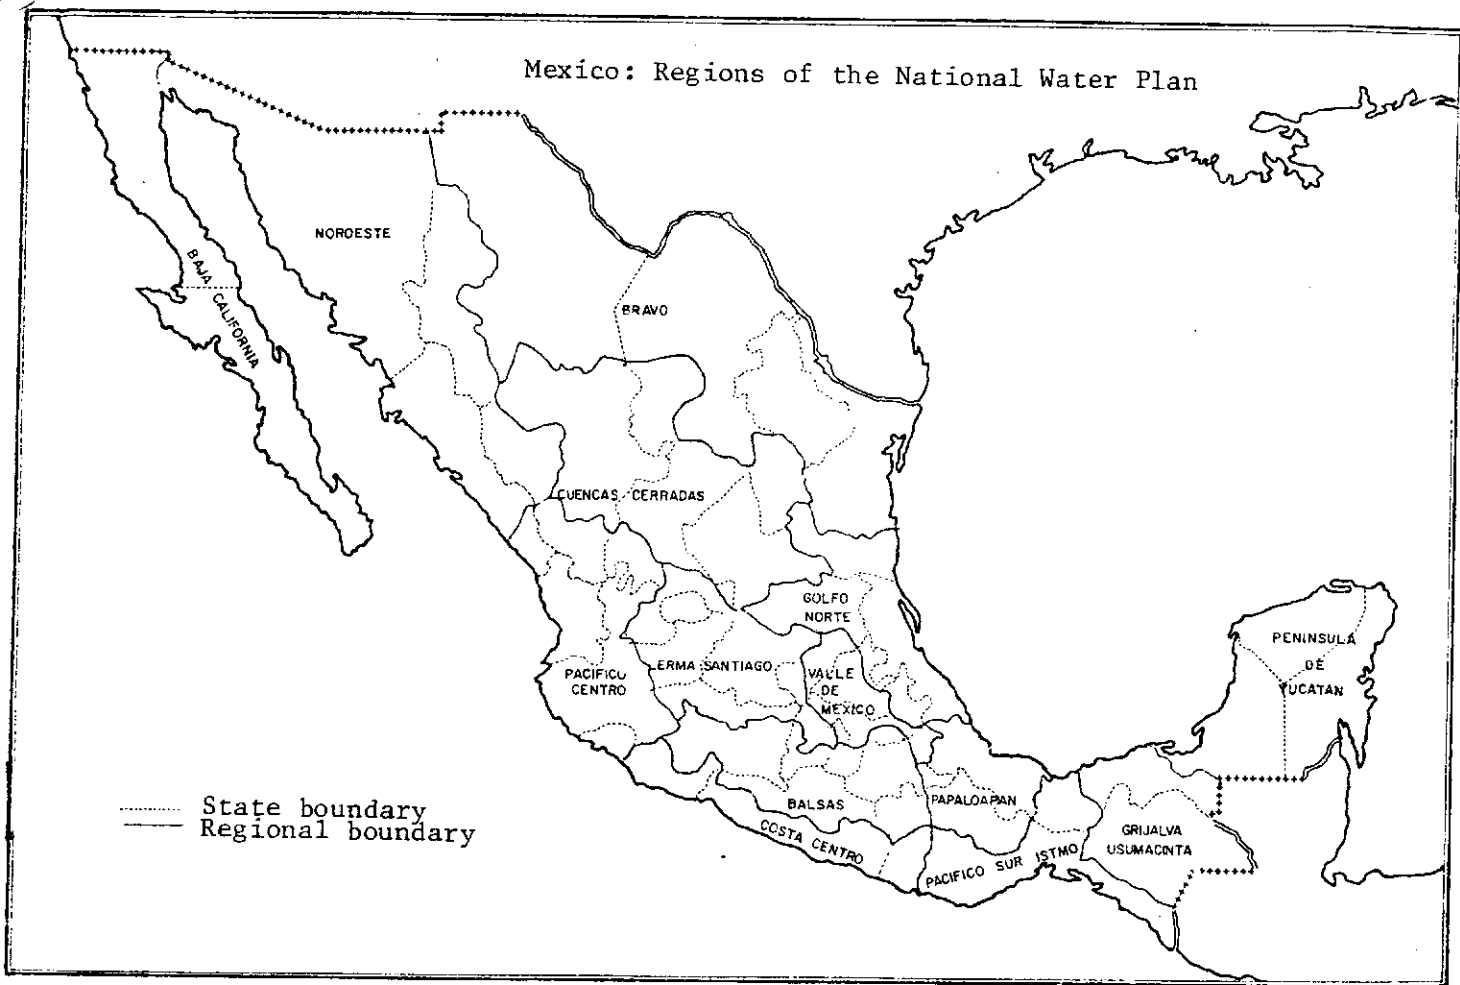 Mexico: Regions of the National Water Plan
NOROESTE
BAJA CALIFORNIA
BRAVO
CUENCAS CERRADAS
GOLFO
NORTE
PACIFICO
CENTRO
LERMA SANTIAGO
VALLE
DE
MEXICO
PENINSULA
DE
YUCATAN
BALSAS
PAPALOAPAN
COSTA CENTRO
PACIFICO SUR ISTMO
GRIJALVA
USUMACINTA
State boundary
Regional boundary